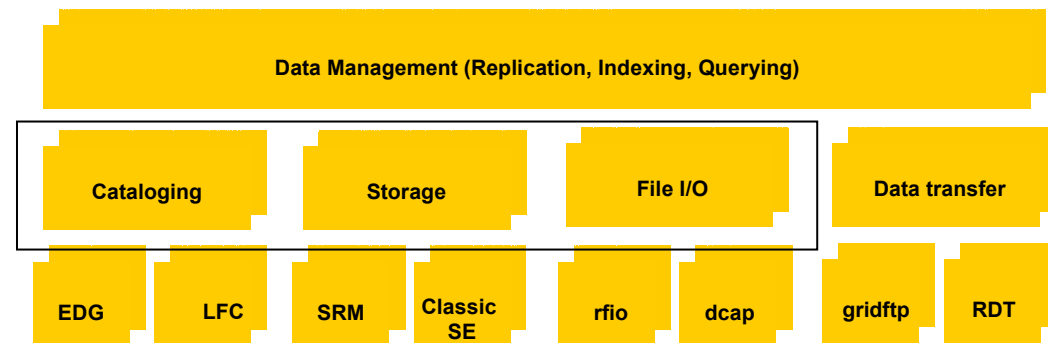 Data Management (Replication, Indexing, Querying)
Cataloging
Storage
File I/O
Data transfer
EDG
LFC
SRM
Classic
SE
rfio
dcap
gridftp
RDT